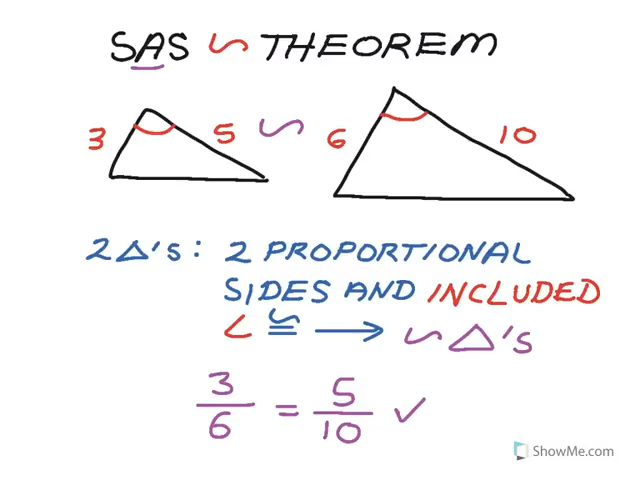 SAS ∽ THEOREM
3 5 ∽ 6 10
2 △'s: 2 PROPORTIONAL
SIDES AND INCLUDED
∠ ≅ → ∽ △'s
3/6 = 5/10 ✓
ShowMe.com